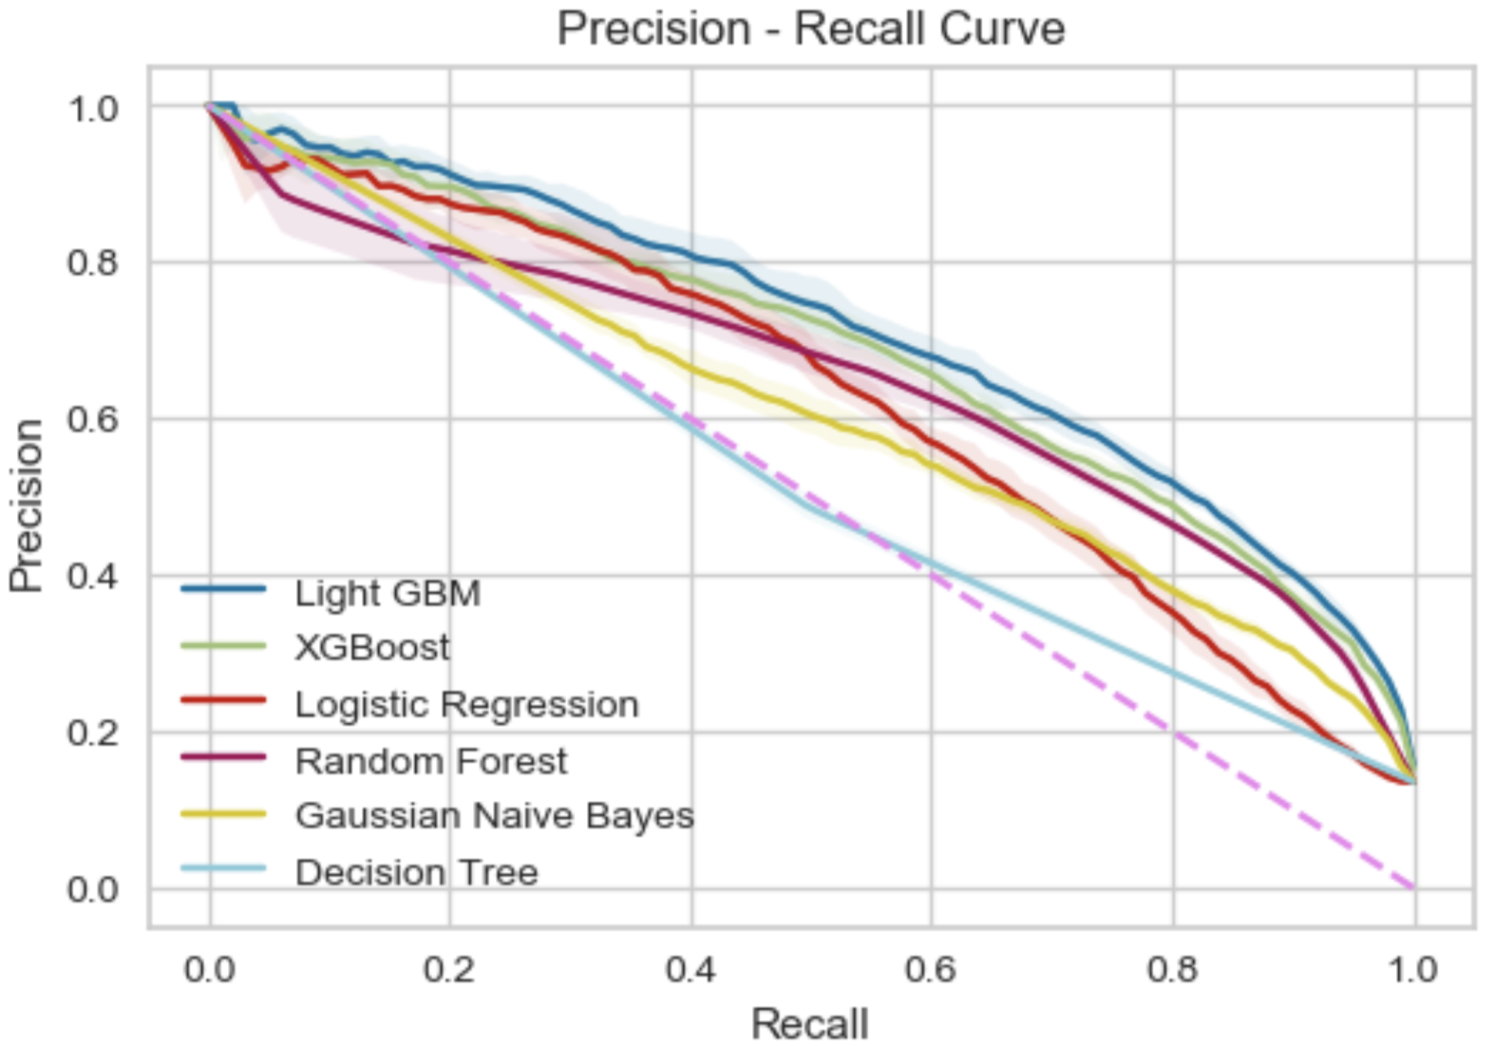 Precision - Recall Curve
1.0
0.8
0.6
0.4
0.2
0.0
Precision
Light GBM
XGBoost
Logistic Regression
Random Forest
Gaussian Naive Bayes
Decision Tree
0.0 0.2 0.4 0.6 0.8 1.0
Recall